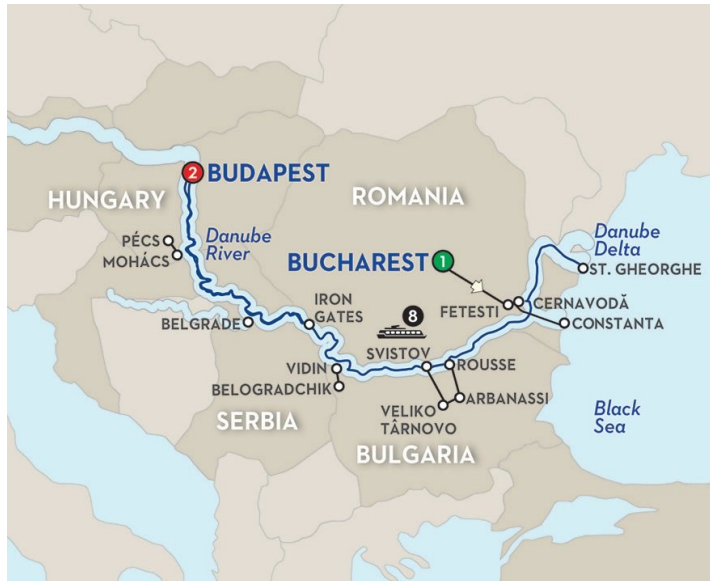 2 BUDAPEST
HUNGARY
ROMANIA
PÉCS
MOHÁCS
Danube
River
Danube
Delta
BUCHAREST 1
ST. GHEORGHE
FETESTI
CERNAVODĂ
CONSTANTA
IRON
GATES
8
BELGRADE
SVISTOV
ROUSSE
VIDIN
BELOGRADCHIK
ARBANASSI
VELIKO
TÂRNOVO
SERBIA
BULGARIA
Black
Sea